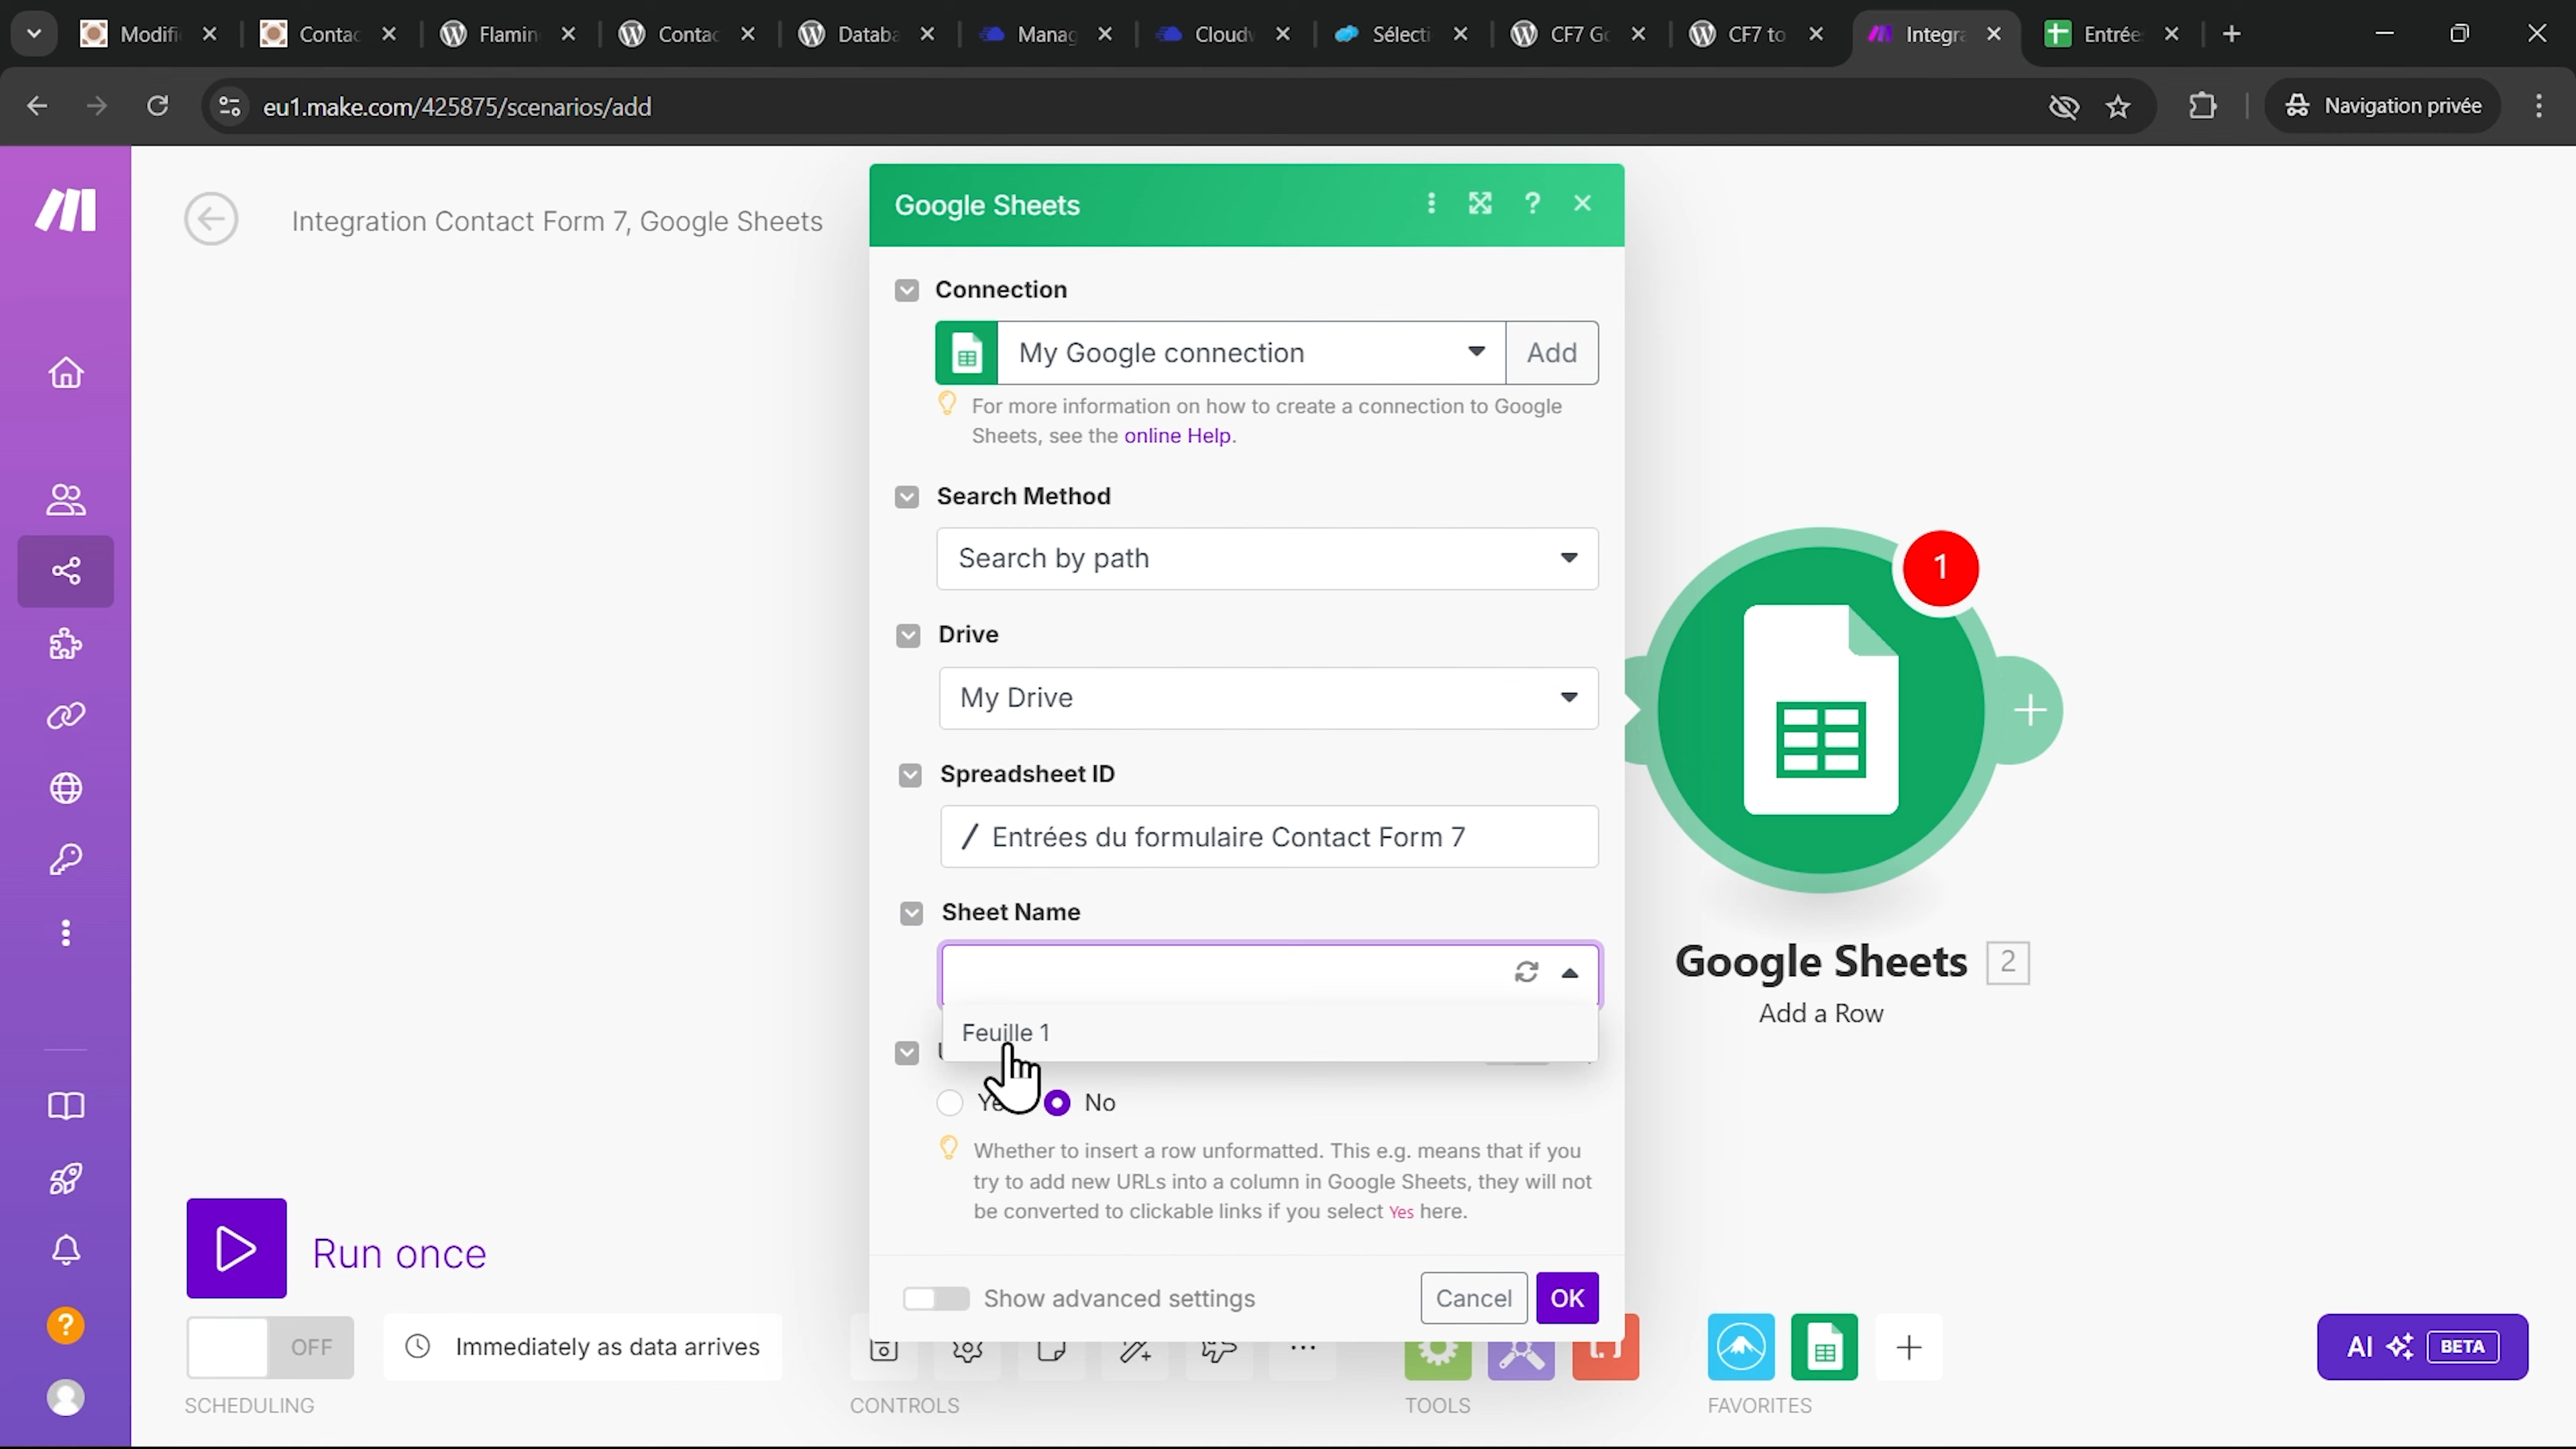 Modifi
Contac
Flamin
Contac
Databa
Manag
Cloudw
Sélecti
CF7 Go
CF7 to
Integra
Entrée
eu1.make.com/425875/scenarios/add
Navigation privée
Integration Contact Form 7, Google Sheets
Google Sheets
?
Connection
My Google connection
Add
For more information on how to create a connection to Google
Sheets, see the online Help.
Search Method
Search by path
Drive
My Drive
Spreadsheet ID
/ Entrées du formulaire Contact Form 7
Sheet Name
Feuille 1
No
Whether to insert a row unformatted. This e.g. means that if you
try to add new URLs into a column in Google Sheets, they will not
be converted to clickable links if you select Yes here.
Show advanced settings
Cancel
OK
1
Google Sheets 2
Add a Row
Run once
?
OFF
Immediately as data arrives
SCHEDULING
CONTROLS
TOOLS
FAVORITES
AI BETA